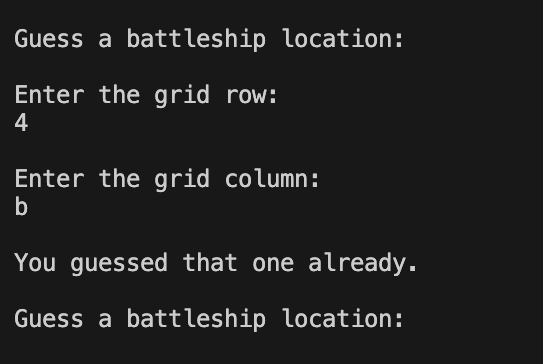 Guess a battleship location:
Enter the grid row:
4
Enter the grid column:
b
You guessed that one already.
Guess a battleship location: